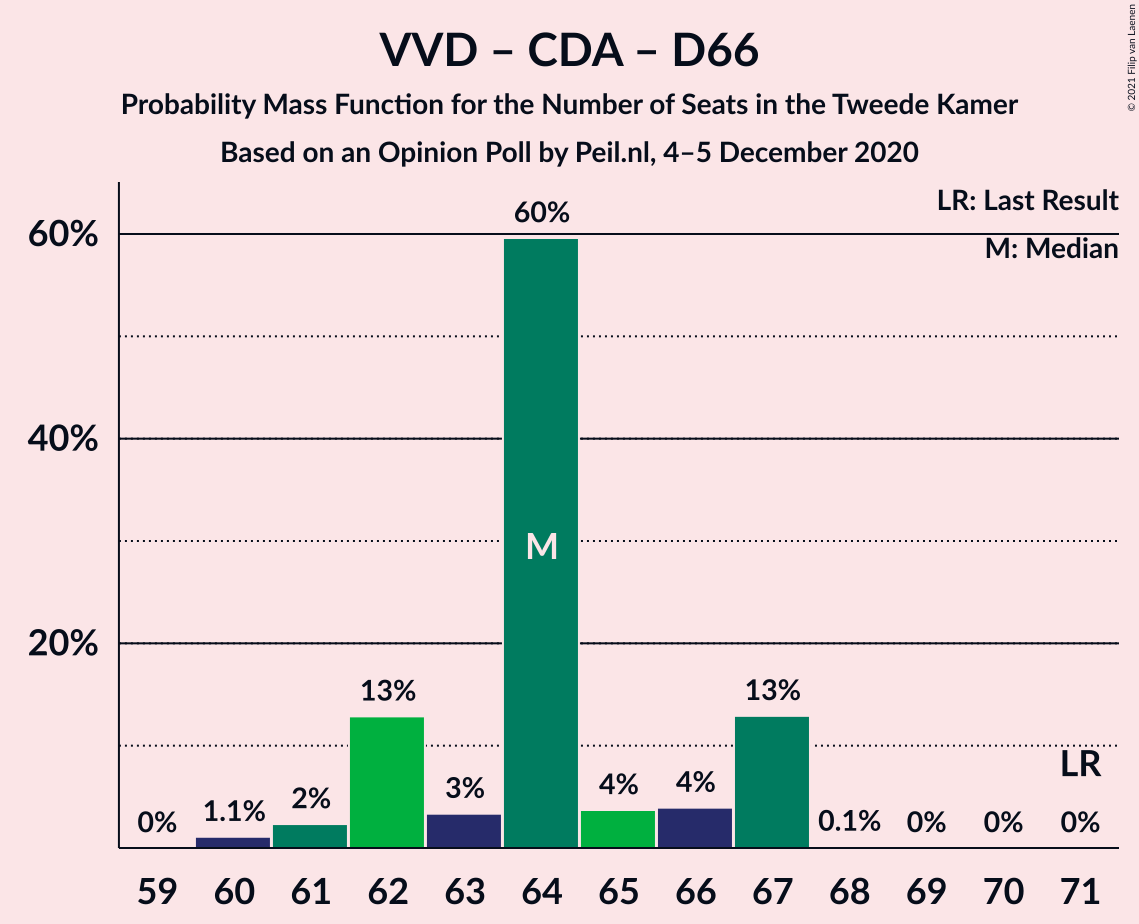 © 2021 Filip van Laenen
VVD – CDA – D66
Probability Mass Function for the Number of Seats in the Tweede Kamer
Based on an Opinion Poll by Peil.nl, 4–5 December 2020
LR: Last Result
M: Median
60%
40%
20%
0% 1.1% 2% 13% 3% 60% 4% 4% 13% 0.1% 0% 0% 0%
M
LR
59 60 61 62 63 64 65 66 67 68 69 70 71